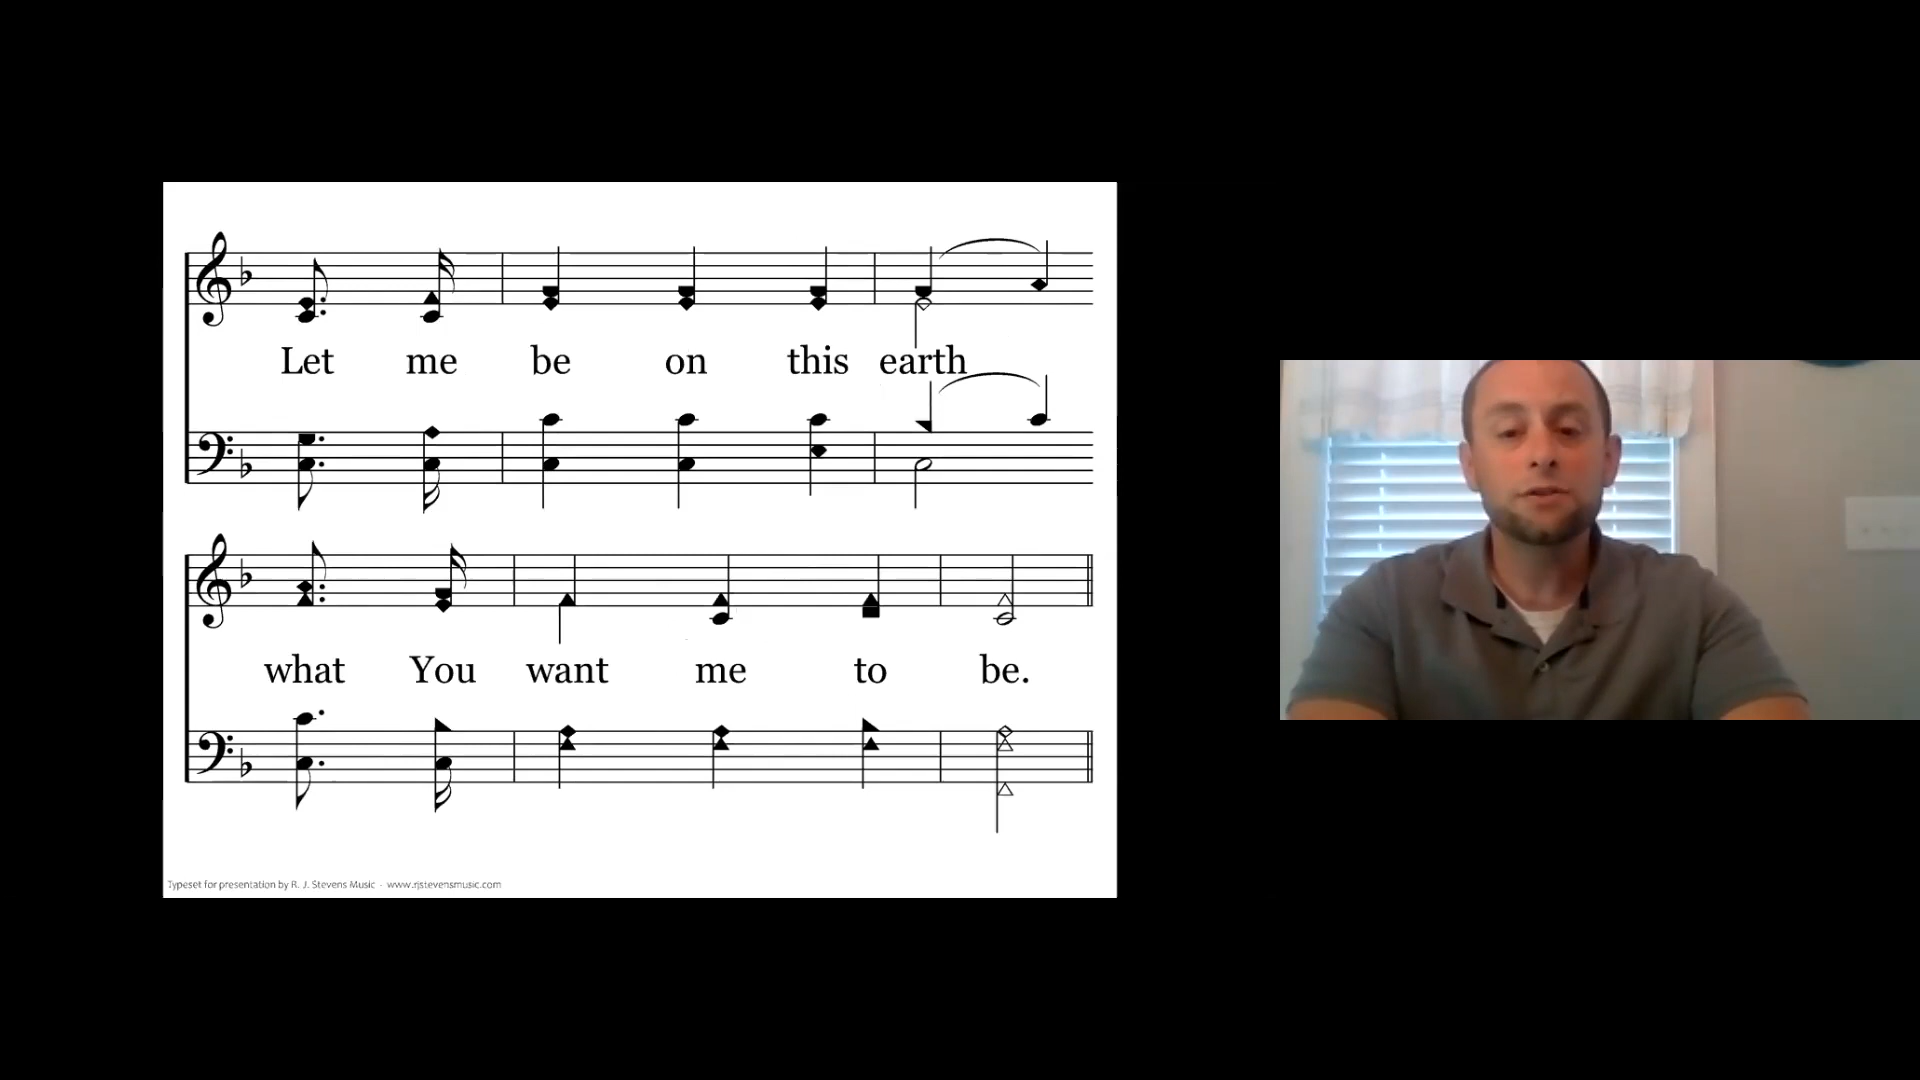 Let me be on this earth
what You want me to be.
Typeset for presentation by R. J. Stevens Music - www.rjstevensmusic.com